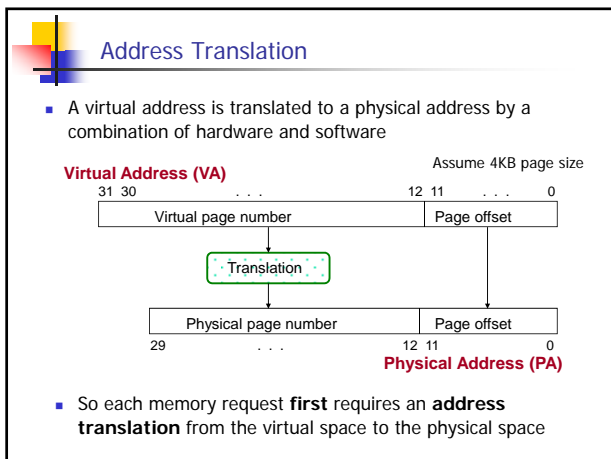 Address Translation
A virtual address is translated to a physical address by a
combination of hardware and software
Assume 4KB page size
Virtual Address (VA)
31 30 . . . 12 11 . . . 0
Virtual page number Page offset
Translation
Physical page number Page offset
29 . . . 12 11 0
Physical Address (PA)
So each memory request first requires an address
translation from the virtual space to the physical space